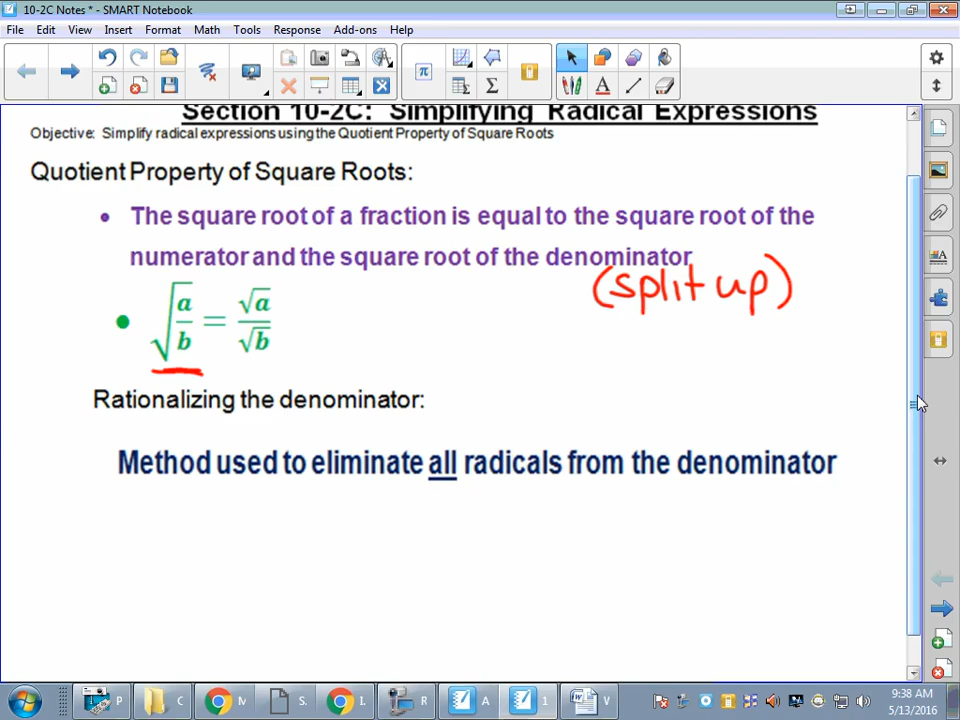 10-2C Notes * - SMART Notebook
File Edit View Insert Format Math Tools Response Add-ons Help
π
Σ
A
Section 10-2C: Simplifying Radical Expressions
Objective: Simplify radical expressions using the Quotient Property of Square Roots
Quotient Property of Square Roots:
• The square root of a fraction is equal to the square root of the
numerator and the square root of the denominator
(split up)
• √(a/b) = √a/√b
Rationalizing the denominator:
Method used to eliminate all radicals from the denominator
P C M S. I. R A 1 V
9:38 AM
5/13/2016